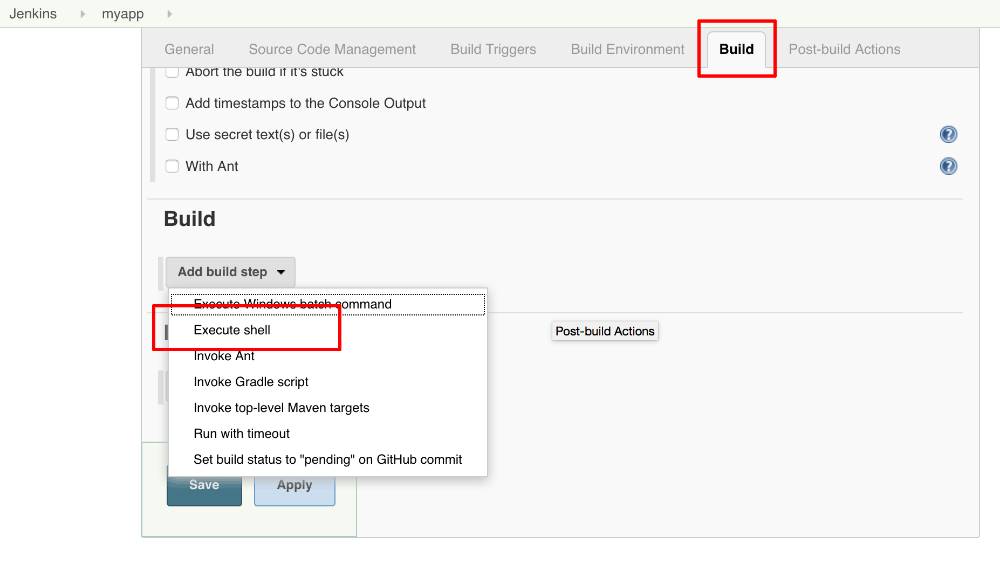 Jenkins myapp
General Source Code Management Build Triggers Build Environment Build Post-build Actions
Abort the build if it's stuck
Add timestamps to the Console Output
Use secret text(s) or file(s)
With Ant
Build
Add build step
Execute Windows batch command
Execute shell
Post-build Actions
Invoke Ant
Invoke Gradle script
Invoke top-level Maven targets
Run with timeout
Set build status to "pending" on GitHub commit
Save Apply